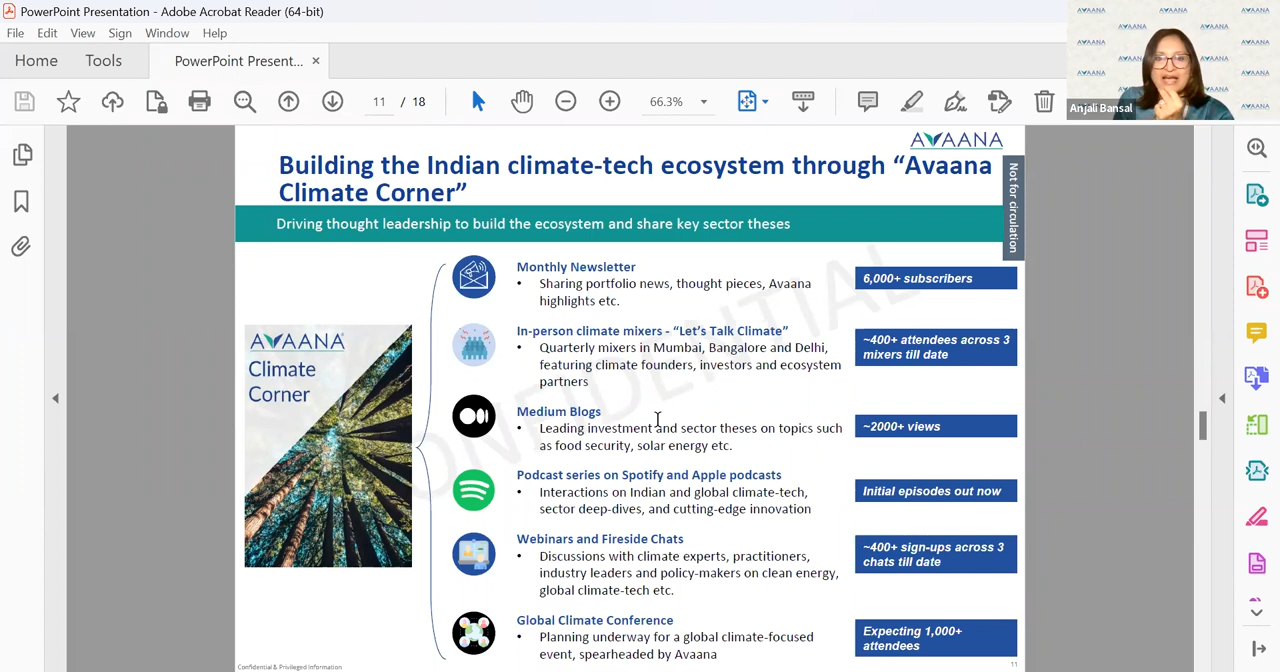 PowerPoint Presentation - Adobe Acrobat Reader (64-bit)
File Edit View Sign Window Help
Home Tools PowerPoint Present... ×
11 / 18 66.3%
AVAANA
Anjali Bansal
AVAANA
Building the Indian climate-tech ecosystem through “Avaana
Climate Corner”
Not for circulation
Driving thought leadership to build the ecosystem and share key sector theses
CONFIDENTIAL
AVAANA
Climate
Corner
Monthly Newsletter
• Sharing portfolio news, thought pieces, Avaana
highlights etc.
6,000+ subscribers
In-person climate mixers - “Let’s Talk Climate”
• Quarterly mixers in Mumbai, Bangalore and Delhi,
featuring climate founders, investors and ecosystem
partners
~400+ attendees across 3
mixers till date
Medium Blogs
• Leading investment and sector theses on topics such
as food security, solar energy etc.
~2000+ views
Podcast series on Spotify and Apple podcasts
• Interactions on Indian and global climate-tech,
sector deep-dives, and cutting-edge innovation
Initial episodes out now
Webinars and Fireside Chats
• Discussions with climate experts, practitioners,
industry leaders and policy-makers on clean energy,
global climate-tech etc.
~400+ sign-ups across 3
chats till date
Global Climate Conference
• Planning underway for a global climate-focused
event, spearheaded by Avaana
Expecting 1,000+
attendees
Confidential & Privileged Information
11